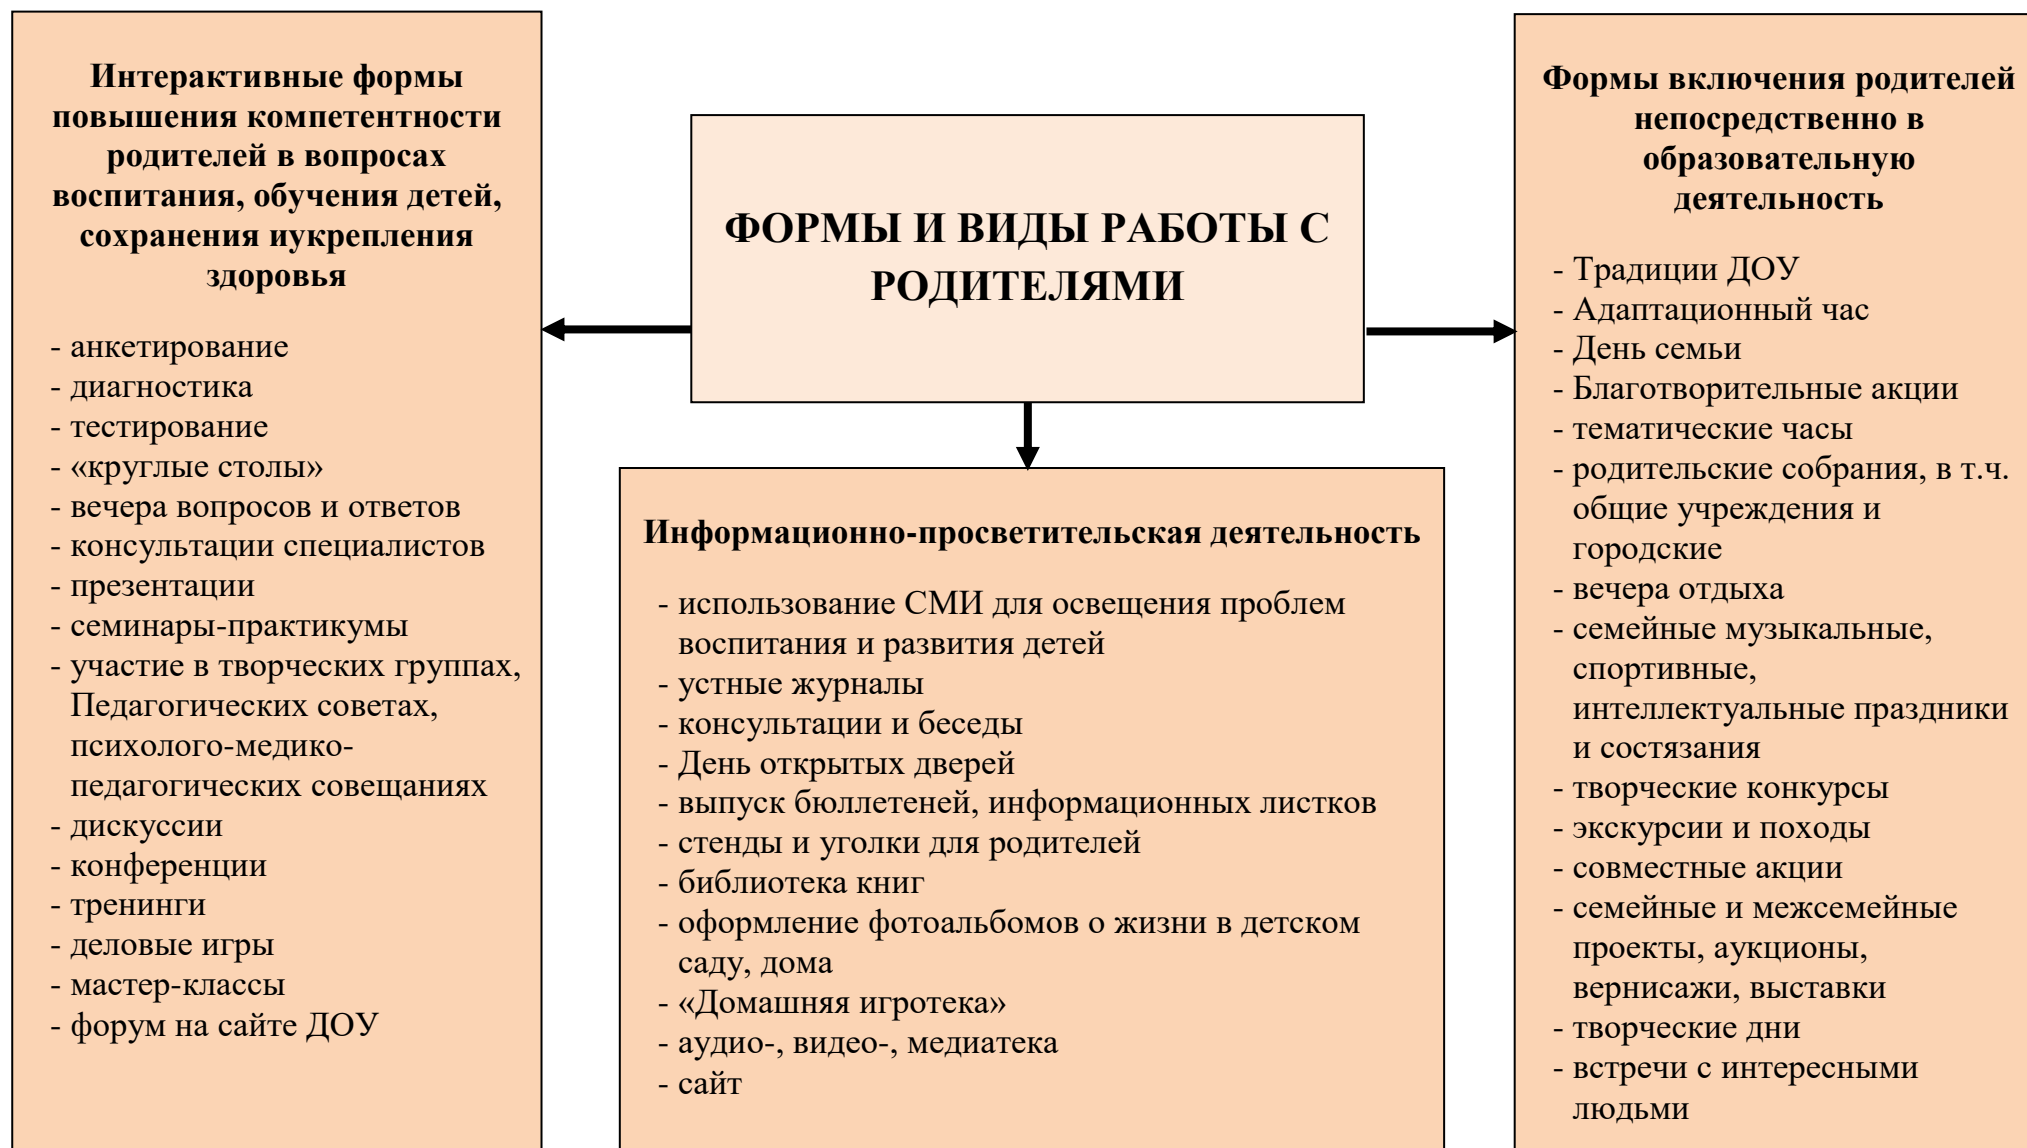 Интерактивные формы
повышения компетентности
родителей в вопросах
воспитания, обучения детей,
сохранения иукрепления
здоровья
- анкетирование
- диагностика
- тестирование
- «круглые столы»
- вечера вопросов и ответов
- консультации специалистов
- презентации
- семинары-практикумы
- участие в творческих группах,
Педагогических советах,
психолого-медико-
педагогических совещаниях
- дискуссии
- конференции
- тренинги
- деловые игры
- мастер-классы
- форум на сайте ДОУ
ФОРМЫ И ВИДЫ РАБОТЫ С
РОДИТЕЛЯМИ
Информационно-просветительская деятельность
- использование СМИ для освещения проблем
воспитания и развития детей
- устные журналы
- консультации и беседы
- День открытых дверей
- выпуск бюллетеней, информационных листков
- стенды и уголки для родителей
- библиотека книг
- оформление фотоальбомов о жизни в детском
саду, дома
- «Домашняя игротека»
- аудио-, видео-, медиатека
- сайт
Формы включения родителей
непосредственно в
образовательную
деятельность
- Традиции ДОУ
- Адаптационный час
- День семьи
- Благотворительные акции
- тематические часы
- родительские собрания, в т.ч.
общие учреждения и
городские
- вечера отдыха
- семейные музыкальные,
спортивные,
интеллектуальные праздники
и состязания
- творческие конкурсы
- экскурсии и походы
- совместные акции
- семейные и межсемейные
проекты, аукционы,
вернисажи, выставки
- творческие дни
- встречи с интересными
людьми